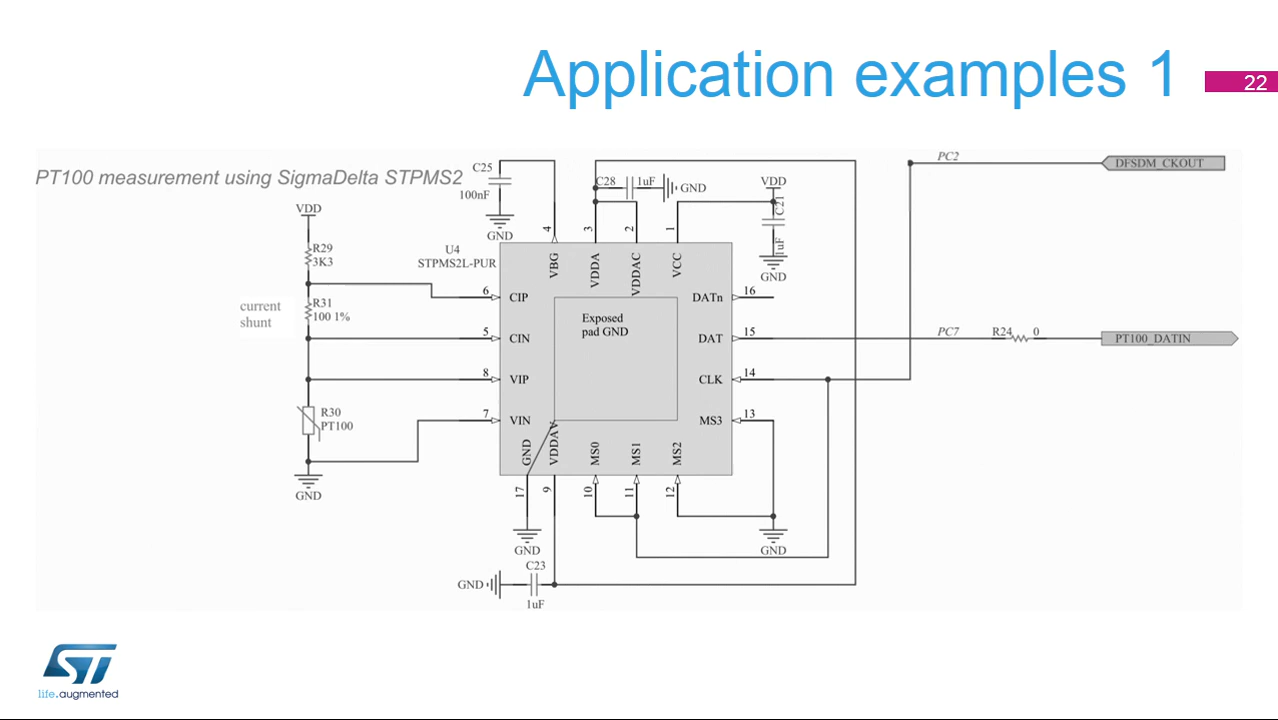 Application examples 1
22
PT100 measurement using SigmaDelta STPMS2
C25
100nF
GND
C28
1uF
GND
VDD
C21
1uF
GND
PC2
DFSDM_CKOUT
VDD
R29
3K3
U4
STPMS2L-PUR
4
3
2
1
VBG
VDDA
VDDAC
VCC
current
shunt
R31
100 1%
6
CIP
5
CIN
8
VIP
7
VIN
R30
PT100
GND
Exposed
pad GND
DATn
16
DAT
15
PC7
R24
0
PT100_DATIN
CLK
14
MS3
13
GND
VDDAV
MS0
MS1
MS2
17
9
10
11
12
GND
GND
C23
GND
1uF
ST
life.augmented